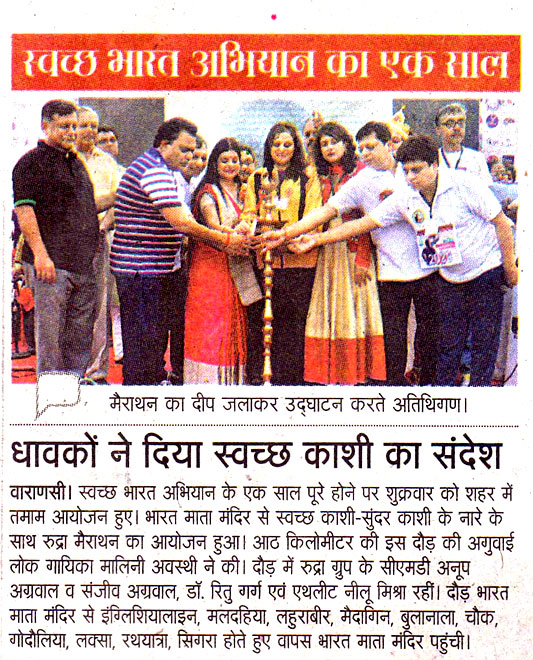 स्वच्छ भारत अभियान का एक साल
मैराथन का दीप जलाकर उद्घाटन करते अतिथिगण।
धावकों ने दिया स्वच्छ काशी का संदेश
वाराणसी। स्वच्छ भारत अभियान के एक साल पूरे होने पर शुक्रवार को शहर में
तमाम आयोजन हुए। भारत माता मंदिर से स्वच्छ काशी-सुंदर काशी के नारे के
साथ रुद्रा मैराथन का आयोजन हुआ। आठ किलोमीटर की इस दौड़ की अगुवाई
लोक गायिका मालिनी अवस्थी ने की। दौड़ में रुद्रा ग्रुप के सीएमडी अनूप
अग्रवाल व संजीव अग्रवाल, डॉ. रितु गर्ग एवं एथलीट नीलू मिश्रा रहीं। दौड़ भारत
माता मंदिर से इंग्लिशियालाइन, मलदहिया, लहुराबीर, मैदागिन, बुलानाला, चौक,
गोदौलिया, लक्सा, रथयात्रा, सिगरा होते हुए वापस भारत माता मंदिर पहुंची।